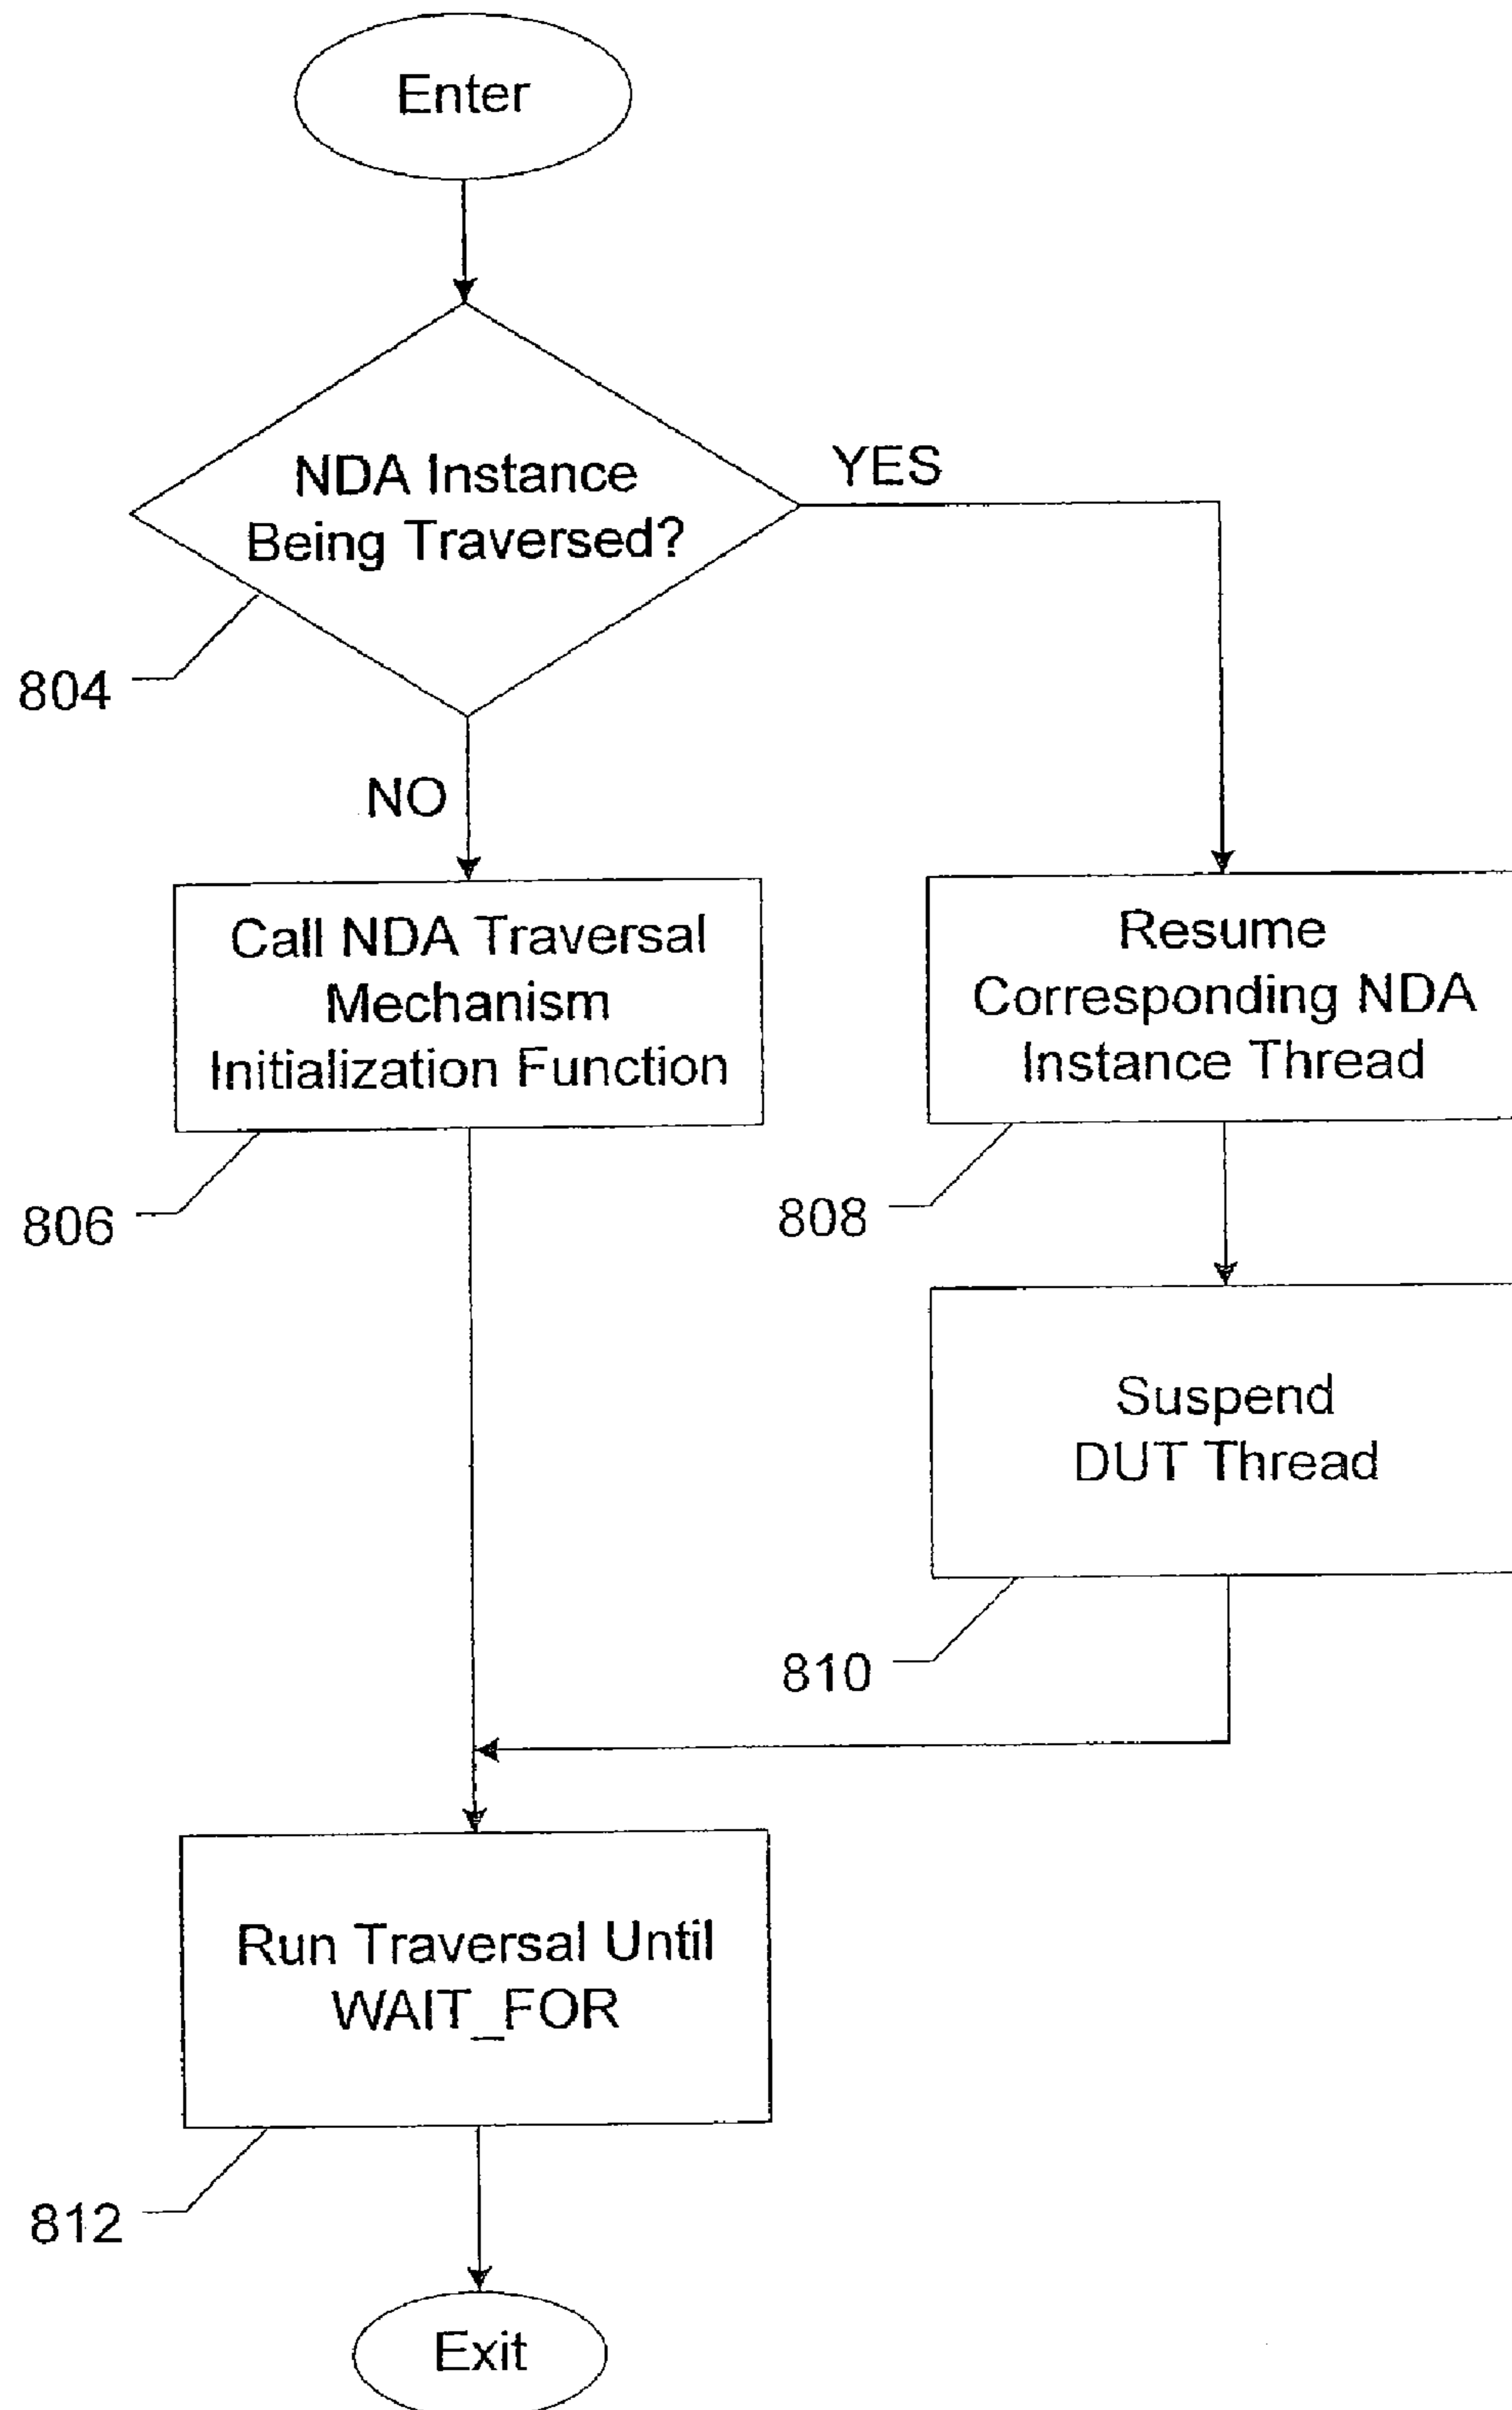 Enter
NDA Instance
Being Traversed?
YES
804
NO
Call NDA Traversal
Mechanism
Initialization Function
806
Resume
Corresponding NDA
Instance Thread
808
Suspend
DUT Thread
810
Run Traversal Until
WAIT_FOR
812
Exit